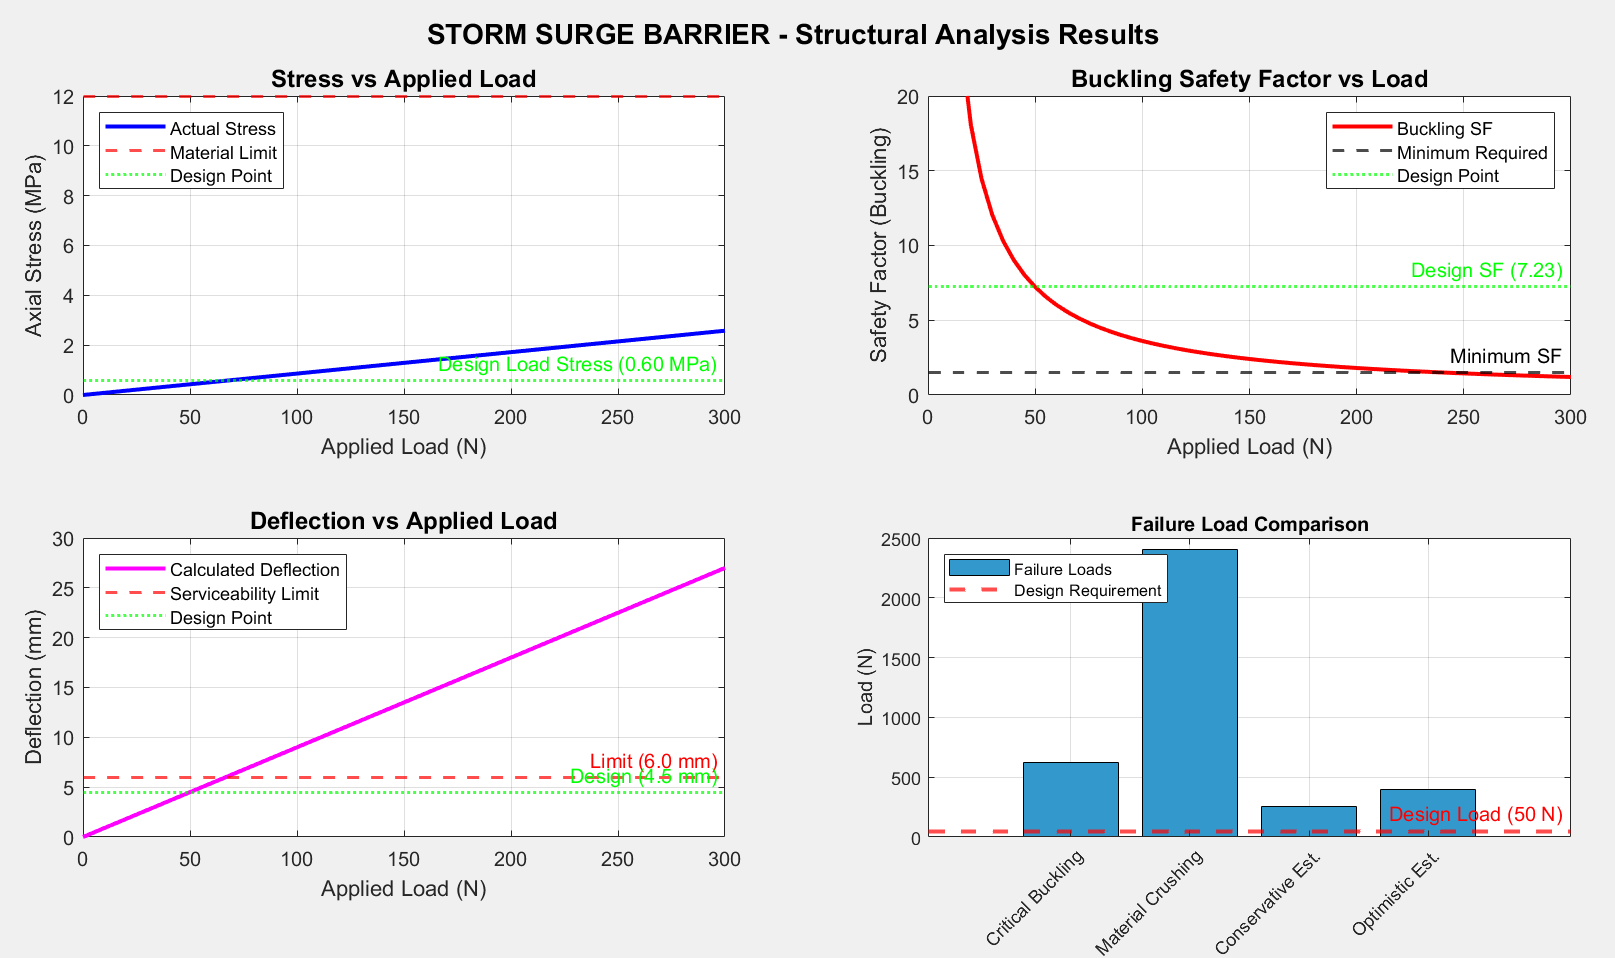 STORM SURGE BARRIER - Structural Analysis Results
Stress vs Applied Load
12
10
8
6
4
2
0
Axial Stress (MPa)
Actual Stress
Material Limit
Design Point
Design Load Stress (0.60 MPa)
0 50 100 150 200 250 300
Applied Load (N)
Buckling Safety Factor vs Load
20
15
10
5
0
Safety Factor (Buckling)
Buckling SF
Minimum Required
Design Point
Design SF (7.23)
Minimum SF
0 50 100 150 200 250 300
Applied Load (N)
Deflection vs Applied Load
30
25
20
15
10
5
0
Deflection (mm)
Calculated Deflection
Serviceability Limit
Design Point
Limit (6.0 mm)
Design (4.5 mm)
0 50 100 150 200 250 300
Applied Load (N)
Failure Load Comparison
2500
2000
1500
1000
500
0
Load (N)
Failure Loads
Design Requirement
Design Load (50 N)
Critical Buckling
Material Crushing
Conservative Est.
Optimistic Est.